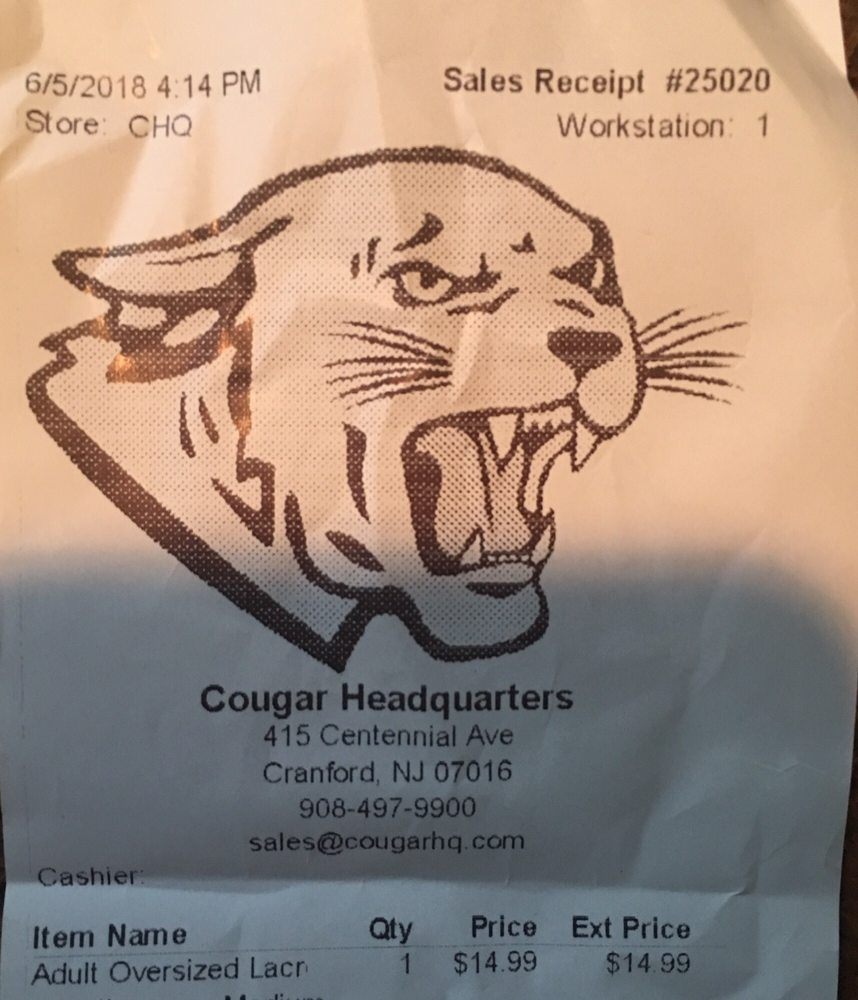 6/5/2018 4:14 PM Sales Receipt #25020
Store: CHQ Workstation: 1
Cougar Headquarters
415 Centennial Ave
Cranford, NJ 07016
908-497-9900
sales@cougarhq.com
Cashier:
Item Name Qty Price Ext Price
Adult Oversized Lacr 1 $14.99 $14.99